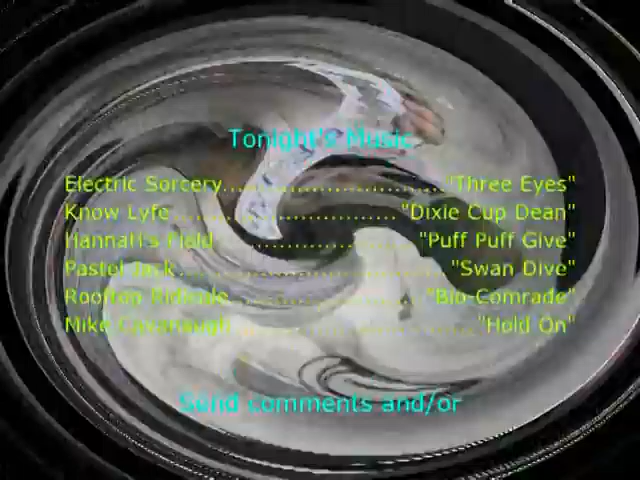 Tonight's Music
Electric Sorcery............................."Three Eyes"
Know Lyfe............................."Dixie Cup Dean"
Hannah's Field.........................."Puff Puff Give"
Pastel Jack..................................."Swan Dive"
Rooftop Ridicule........................."Bio-Comrade"
Mike Cavanaugh................................"Hold On"
Send comments and/or